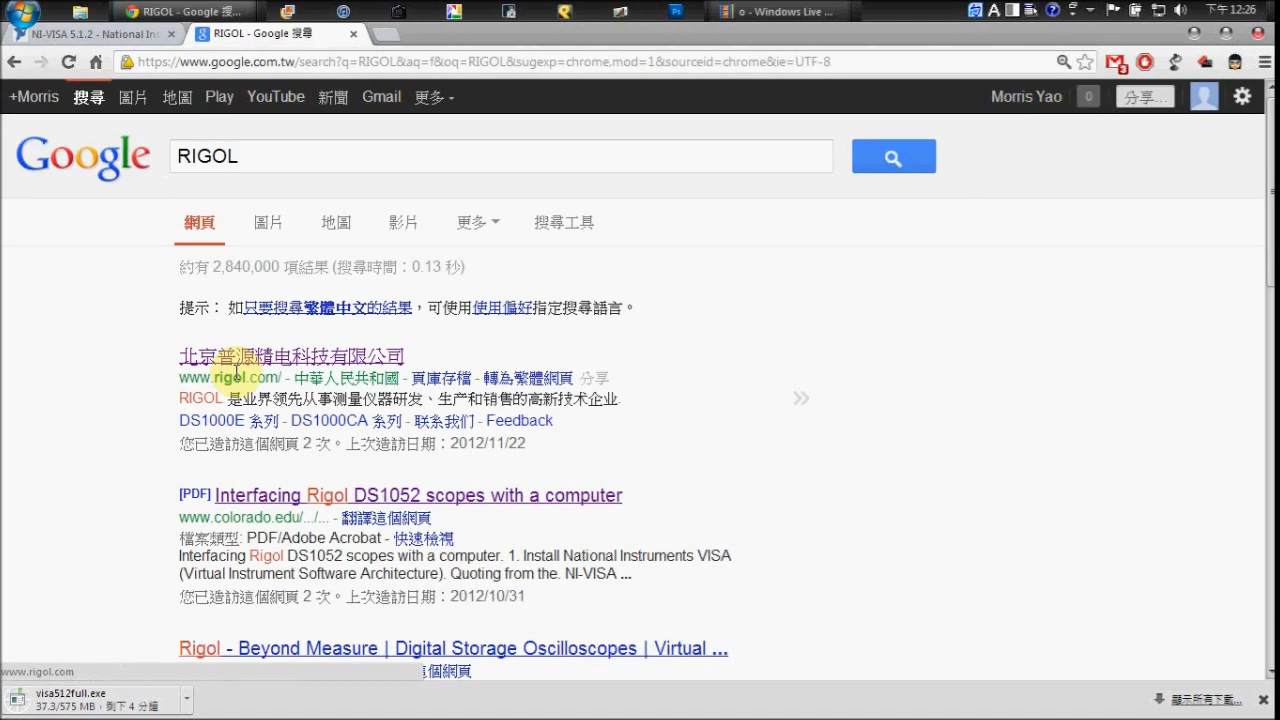 RIGOL - Google 搜尋...
o - Windows Live ...
下午 12:26
NI-VISA 5.1.2 - National Ins
RIGOL - Google 搜尋
https://www.google.com.tw/search?q=RIGOL&aq=f&oq=RIGOL&sugexp=chrome,mod=1&sourceid=chrome&ie=UTF-8
3
+Morris 搜尋 圖片 地圖 Play YouTube 新聞 Gmail 更多
Morris Yao 0 分享...
Google RIGOL
網頁 圖片 地圖 影片 更多 搜尋工具
約有 2,840,000 項結果 (搜尋時間：0.13 秒)
提示： 如只要搜尋繁體中文的結果，可使用使用偏好指定搜尋語言。
北京普源精电科技有限公司
www.rigol.com/ - 中華人民共和國 - 頁庫存檔 - 轉為繁體網頁 分享
RIGOL 是业界领先从事测量仪器研发、生产和销售的高新技术企业.
DS1000E 系列 - DS1000CA 系列 - 联系我们 - Feedback
您已造訪這個網頁 2 次。上次造訪日期：2012/11/22
[PDF] Interfacing Rigol DS1052 scopes with a computer
www.colorado.edu/.../... - 翻譯這個網頁
檔案類型: PDF/Adobe Acrobat - 快速檢視
Interfacing Rigol DS1052 scopes with a computer. 1. Install National Instruments VISA
(Virtual Instrument Software Architecture). Quoting from the. NI-VISA ...
您已造訪這個網頁 2 次。上次造訪日期：2012/10/31
Rigol - Beyond Measure | Digital Storage Oscilloscopes | Virtual ...
這個網頁
www.rigol.com
visa512full.exe
37.3/575 MB，剩下 4 分鐘
顯示所有下載...